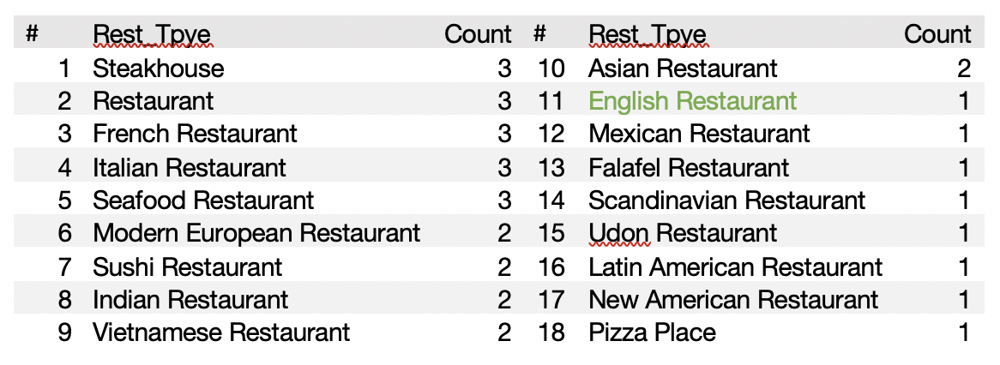 # Rest_Tpye Count # Rest_Tpye Count
1 Steakhouse 3 10 Asian Restaurant 2
2 Restaurant 3 11 English Restaurant 1
3 French Restaurant 3 12 Mexican Restaurant 1
4 Italian Restaurant 3 13 Falafel Restaurant 1
5 Seafood Restaurant 3 14 Scandinavian Restaurant 1
6 Modern European Restaurant 2 15 Udon Restaurant 1
7 Sushi Restaurant 2 16 Latin American Restaurant 1
8 Indian Restaurant 2 17 New American Restaurant 1
9 Vietnamese Restaurant 2 18 Pizza Place 1